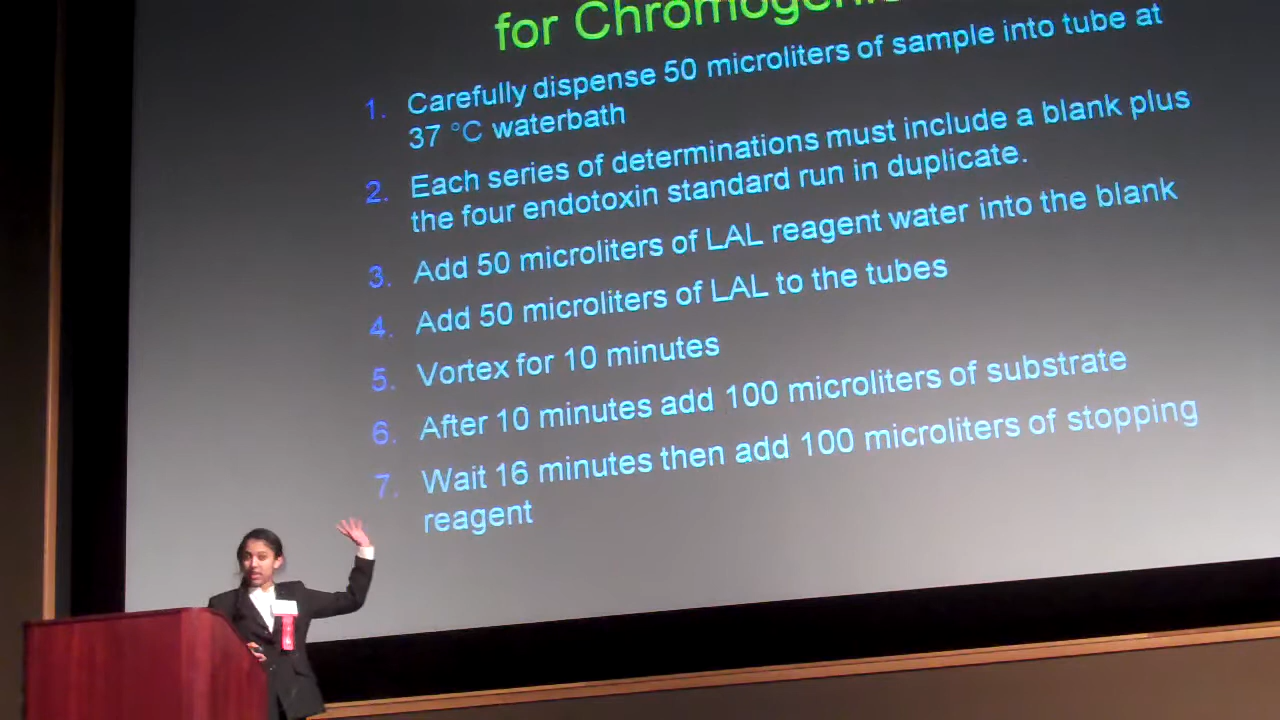 for Chromogenic
1. Carefully dispense 50 microliters of sample into tube at
37 °C waterbath
2. Each series of determinations must include a blank plus
the four endotoxin standard run in duplicate.
3. Add 50 microliters of LAL reagent water into the blank
4. Add 50 microliters of LAL to the tubes
5. Vortex for 10 minutes
6. After 10 minutes add 100 microliters of substrate
7. Wait 16 minutes then add 100 microliters of stopping
reagent